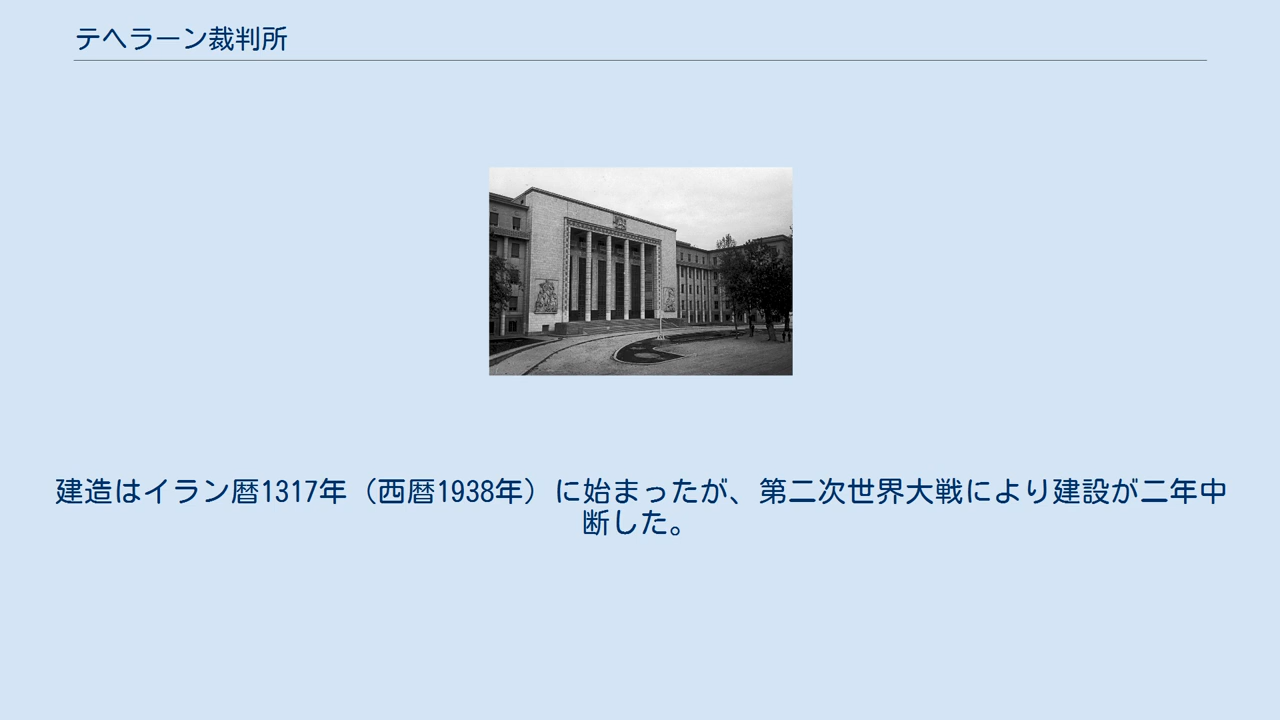 テヘラーン裁判所
建造はイラン暦1317年（西暦1938年）に始まったが、第二次世界大戦により建設が二年中
断した。